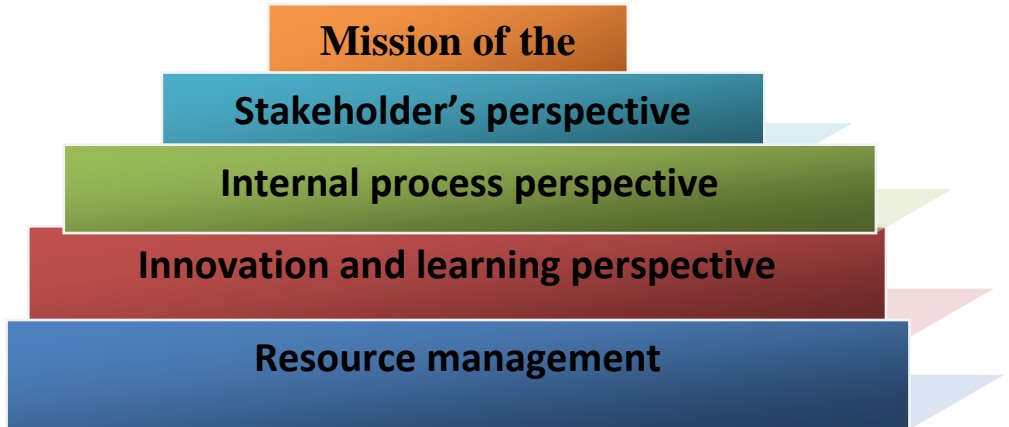 Mission of the
Stakeholder’s perspective
Internal process perspective
Innovation and learning perspective
Resource management